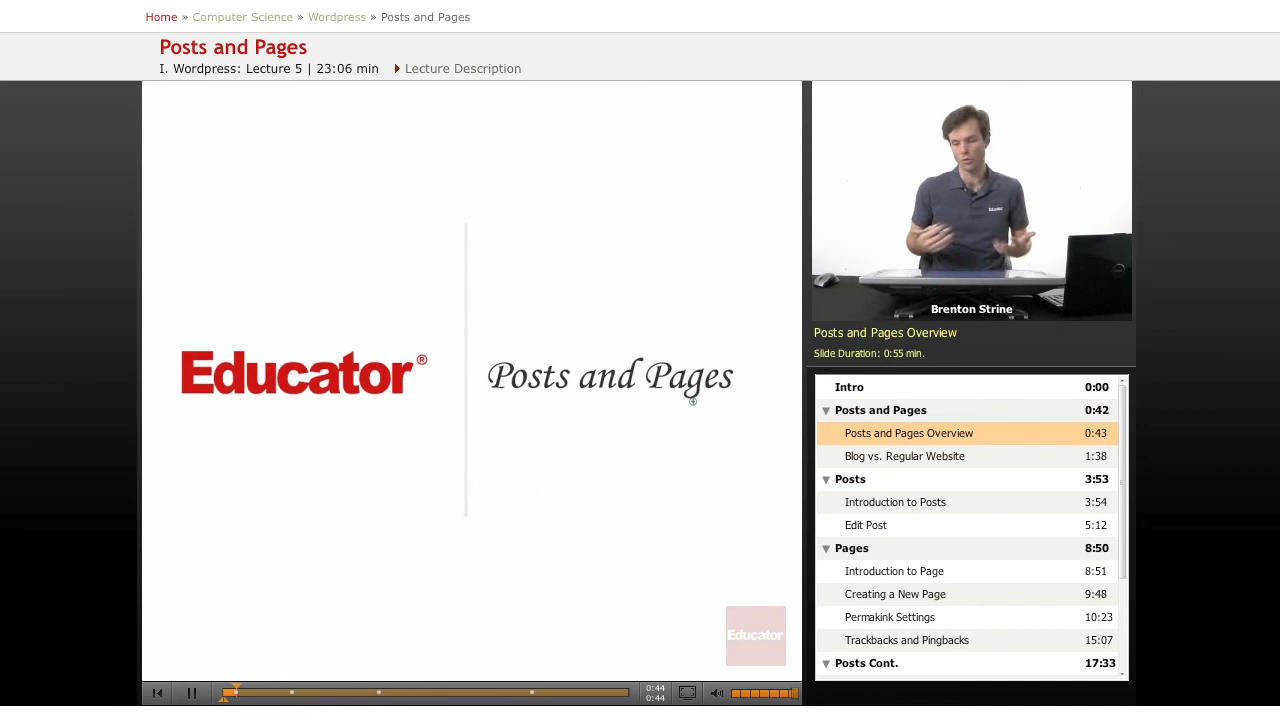 Home » Computer Science » Wordpress » Posts and Pages
Posts and Pages
I. Wordpress: Lecture 5 | 23:06 min
Lecture Description
Educator®
Posts and Pages
Educator
Educator
Brenton Strine
Posts and Pages Overview
Slide Duration: 0:55 min.
Intro 0:00
Posts and Pages 0:42
Posts and Pages Overview 0:43
Blog vs. Regular Website 1:38
Posts 3:53
Introduction to Posts 3:54
Edit Post 5:12
Pages 8:50
Introduction to Page 8:51
Creating a New Page 9:48
Permakink Settings 10:23
Trackbacks and Pingbacks 15:07
Posts Cont. 17:33
0:44
0:44